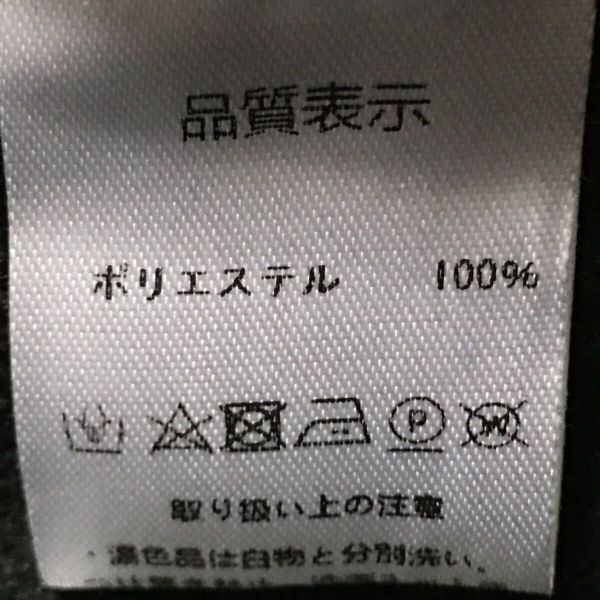 品質表示
ポリエステル 100%
P W
取り扱い上の注意
・濃色品は白物と分別洗い。